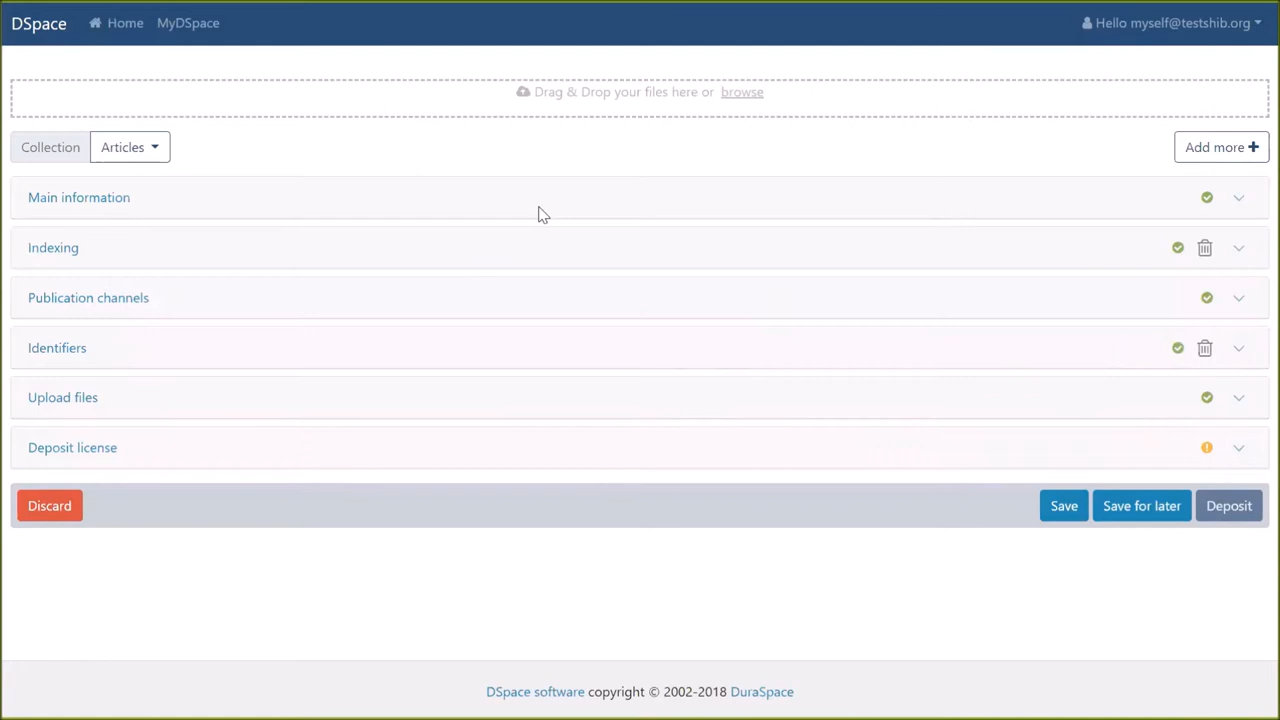 DSpace Home MyDSpace Hello myself@testshib.org
Drag & Drop your files here or browse
Collection Articles Add more
Main information
Indexing
Publication channels
Identifiers
Upload files
Deposit license
Discard Save Save for later Deposit
DSpace software copyright © 2002-2018 DuraSpace